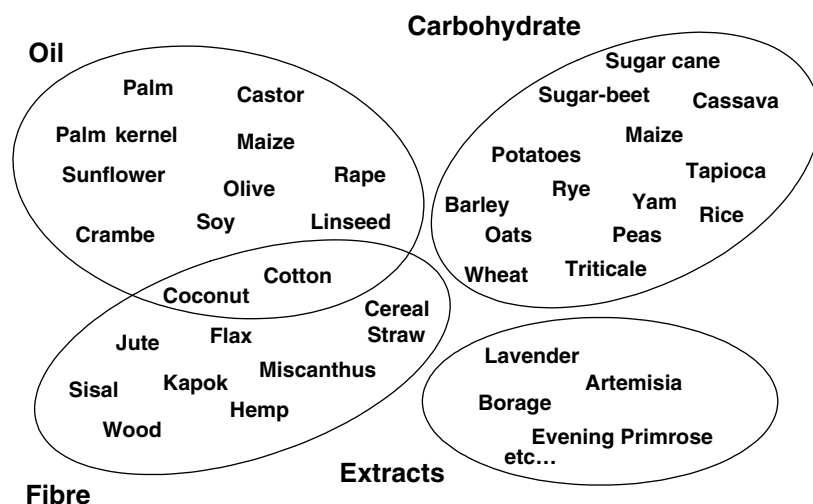 Oil
Palm
Castor
Palm kernel
Maize
Sunflower
Olive
Rape
Crambe
Soy
Linseed
Cotton
Coconut
Carbohydrate
Sugar cane
Sugar-beet
Cassava
Maize
Potatoes
Tapioca
Rye
Barley
Yam
Rice
Oats
Peas
Wheat
Triticale
Cereal
Straw
Jute
Flax
Miscanthus
Sisal
Kapok
Hemp
Wood
Fibre
Lavender
Artemisia
Borage
Evening Primrose
etc…
Extracts